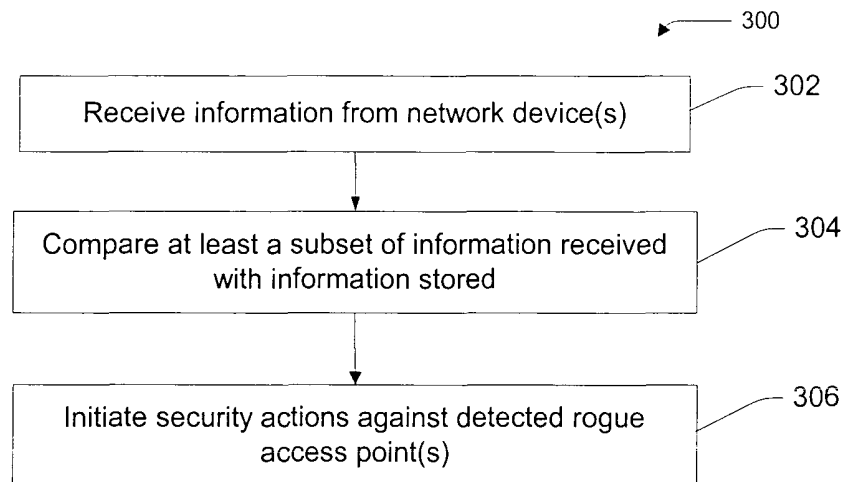 300
Receive information from network device(s)
302
Compare at least a subset of information received
with information stored
304
Initiate security actions against detected rogue
access point(s)
306